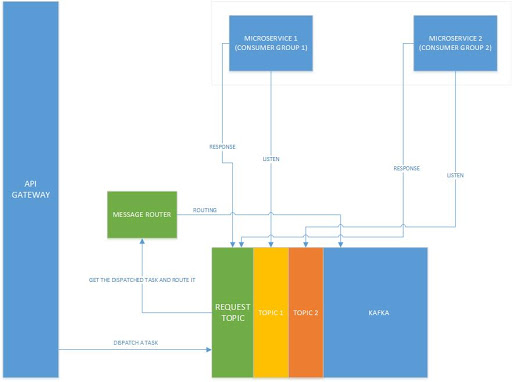 MICROSERVICE 1
(CONSUMER GROUP 1)
MICROSERVICE 2
(CONSUMER GROUP 2)
RESPONSE
LISTEN
RESPONSE
LISTEN
API
GATEWAY
MESSAGE ROUTER
ROUTING
GET THE DISPATCHED TASK AND ROUTE IT
REQUEST
TOPIC
TOPIC 1
TOPIC 2
KAFKA
DISPATCH A TASK